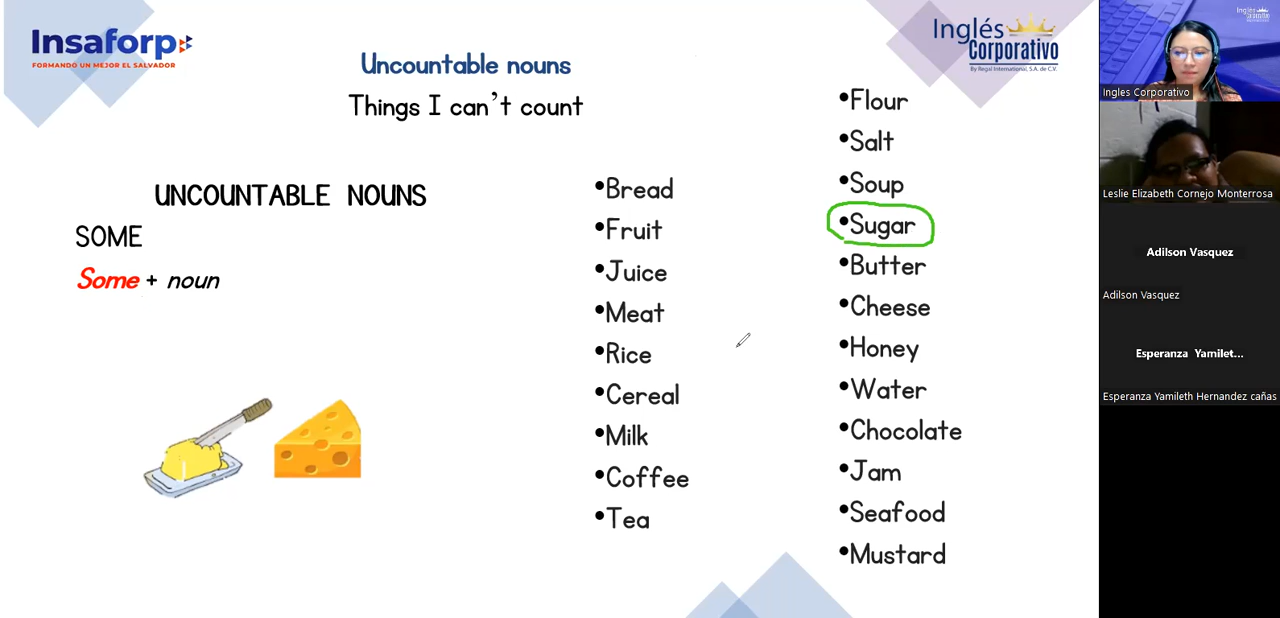 Insaforp
FORMANDO UN MEJOR EL SALVADOR
Uncountable nouns
Things I can't count
Inglés
Corporativo
By Regal International, S.A. de C.V.
UNCOUNTABLE NOUNS
SOME
Some + noun
•Bread
•Fruit
•Juice
•Meat
•Rice
•Cereal
•Milk
•Coffee
•Tea
•Flour
•Salt
•Soup
•Sugar
•Butter
•Cheese
•Honey
•Water
•Chocolate
•Jam
•Seafood
•Mustard
Inglés
Ingles Corporativo
Leslie Elizabeth Cornejo Monterrosa
Adilson Vasquez
Adilson Vasquez
Esperanza Yamilet...
Esperanza Yamileth Hernandez cañas